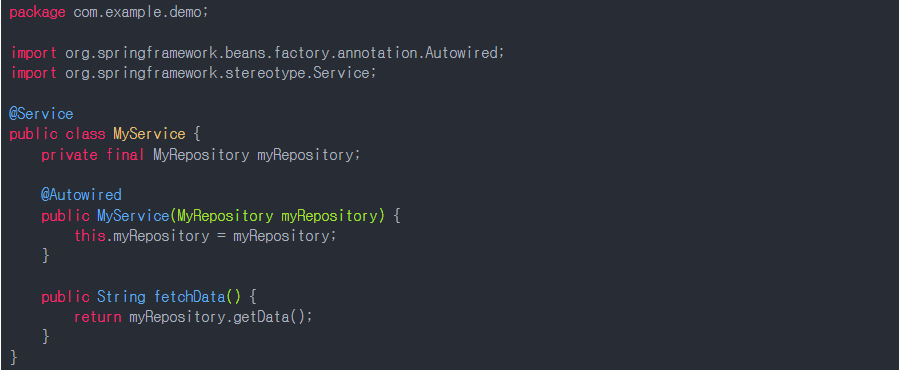 package com.example.demo;
import org.springframework.beans.factory.annotation.Autowired;
import org.springframework.stereotype.Service;
@Service
public class MyService {
    private final MyRepository myRepository;
    @Autowired
    public MyService(MyRepository myRepository) {
        this.myRepository = myRepository;
    }
    public String fetchData() {
        return myRepository.getData();
    }
}